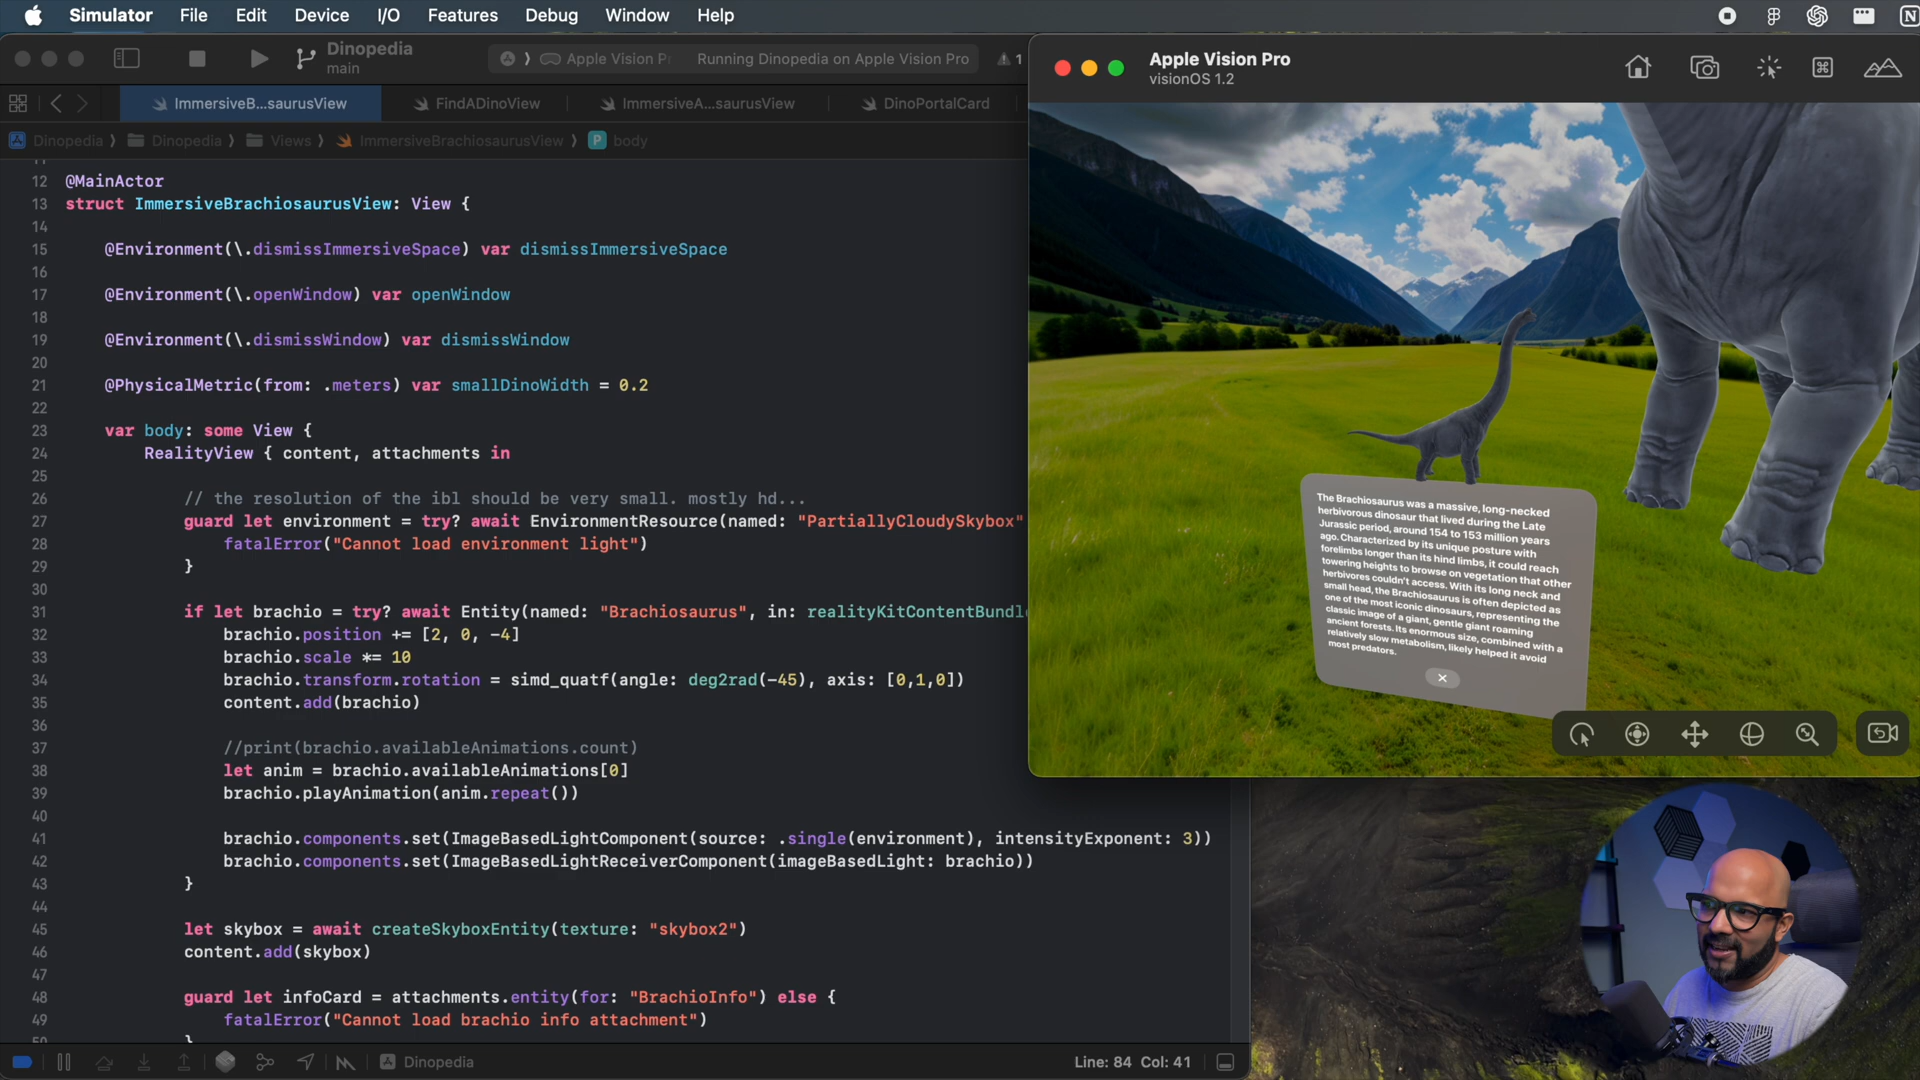 Simulator File Edit Device I/O Features Debug Window Help
Dinopedia
main
Apple Vision Pr
Running Dinopedia on Apple Vision Pro
1
ImmersiveB...saurusView
FindADinoView
ImmersiveA...saurusView
DinoPortalCard
Dinopedia Dinopedia Views ImmersiveBrachiosaurusView P body
12 @MainActor
13 struct ImmersiveBrachiosaurusView: View {
14
15 @Environment(\.dismissImmersiveSpace) var dismissImmersiveSpace
16
17 @Environment(\.openWindow) var openWindow
18
19 @Environment(\.dismissWindow) var dismissWindow
20
21 @PhysicalMetric(from: .meters) var smallDinoWidth = 0.2
22
23 var body: some View {
24 RealityView { content, attachments in
25
26 // the resolution of the ibl should be very small. mostly hd...
27 guard let environment = try? await EnvironmentResource(named: "PartiallyCloudySkybox"
28 fatalError("Cannot load environment light")
29 }
30
31 if let brachio = try? await Entity(named: "Brachiosaurus", in: realityKitContentBundle
32 brachio.position += [2, 0, -4]
33 brachio.scale *= 10
34 brachio.transform.rotation = simd_quatf(angle: deg2rad(-45), axis: [0,1,0])
35 content.add(brachio)
36
37 //print(brachio.availableAnimations.count)
38 let anim = brachio.availableAnimations[0]
39 brachio.playAnimation(anim.repeat())
40
41 brachio.components.set(ImageBasedLightComponent(source: .single(environment), intensityExponent: 3))
42 brachio.components.set(ImageBasedLightReceiverComponent(imageBasedLight: brachio))
43 }
44
45 let skybox = await createSkyboxEntity(texture: "skybox2")
46 content.add(skybox)
47
48 guard let infoCard = attachments.entity(for: "BrachioInfo") else {
49 fatalError("Cannot load brachio info attachment")
50 }
Dinopedia
Line: 84 Col: 41
Apple Vision Pro
visionOS 1.2
The Brachiosaurus was a massive, long-necked
herbivorous dinosaur that lived during the Late
Jurassic period, around 154 to 153 million years
ago. Characterized by its unique posture with
forelimbs longer than its hind limbs, it could reach
towering heights to browse on vegetation that other
herbivores couldn't access. With its long neck and
small head, the Brachiosaurus is often depicted as
one of the most iconic dinosaurs, representing the
classic image of a giant, gentle giant roaming
ancient forests. Its enormous size, combined with a
relatively slow metabolism, likely helped it avoid
most predators.